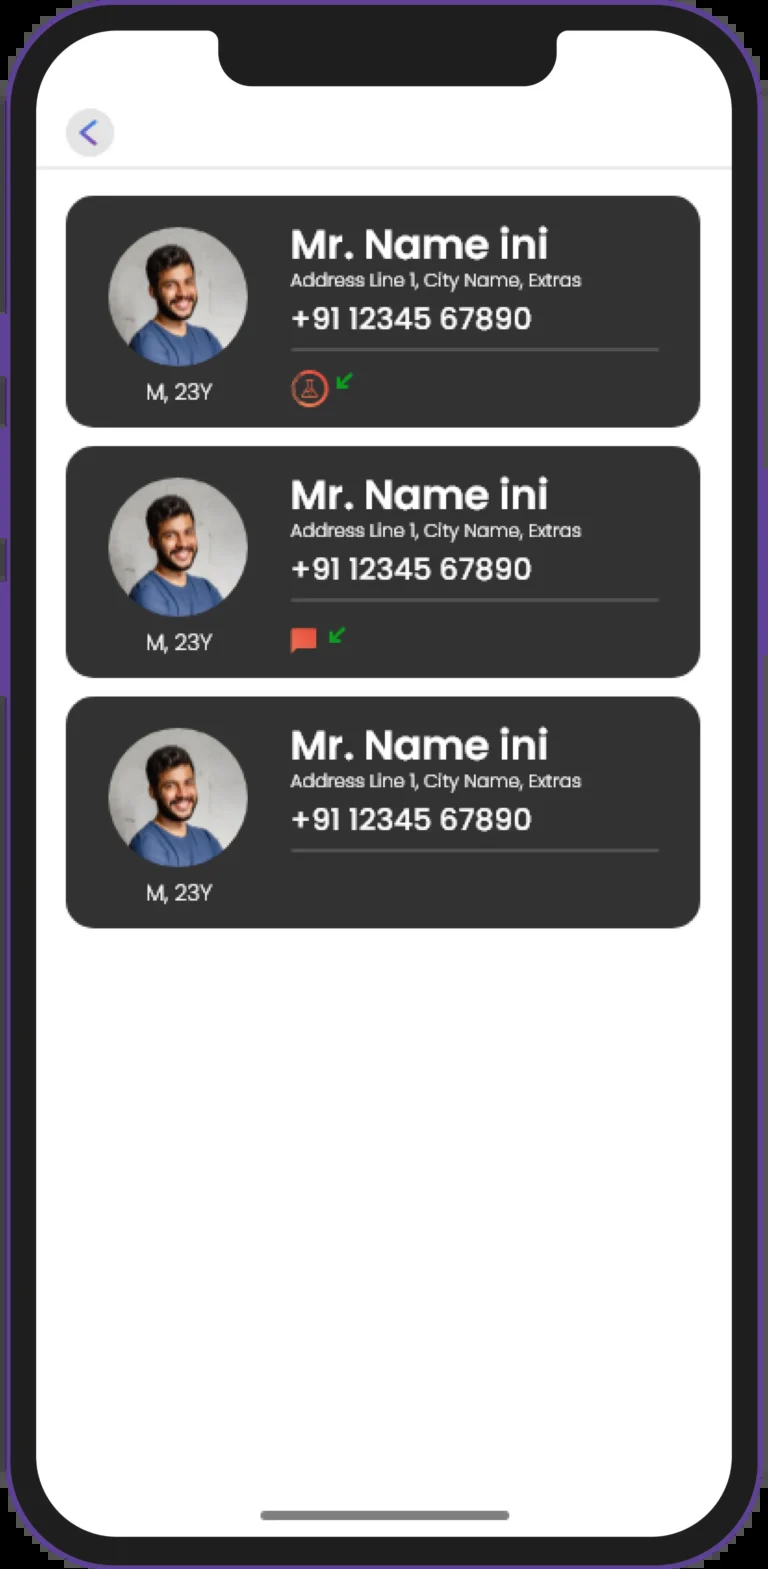 Mr. Name ini
Address Line 1, City Name, Extras
+91 12345 67890
M, 23Y
Mr. Name ini
Address Line 1, City Name, Extras
+91 12345 67890
M, 23Y
Mr. Name ini
Address Line 1, City Name, Extras
+91 12345 67890
M, 23Y